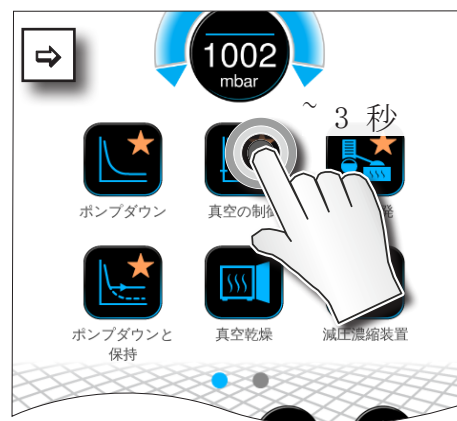 1002
mbar
~ 3 秒
ポンプダウン
真空の制御
発
ポンプダウンと
保持
真空乾燥
減圧濃縮装置